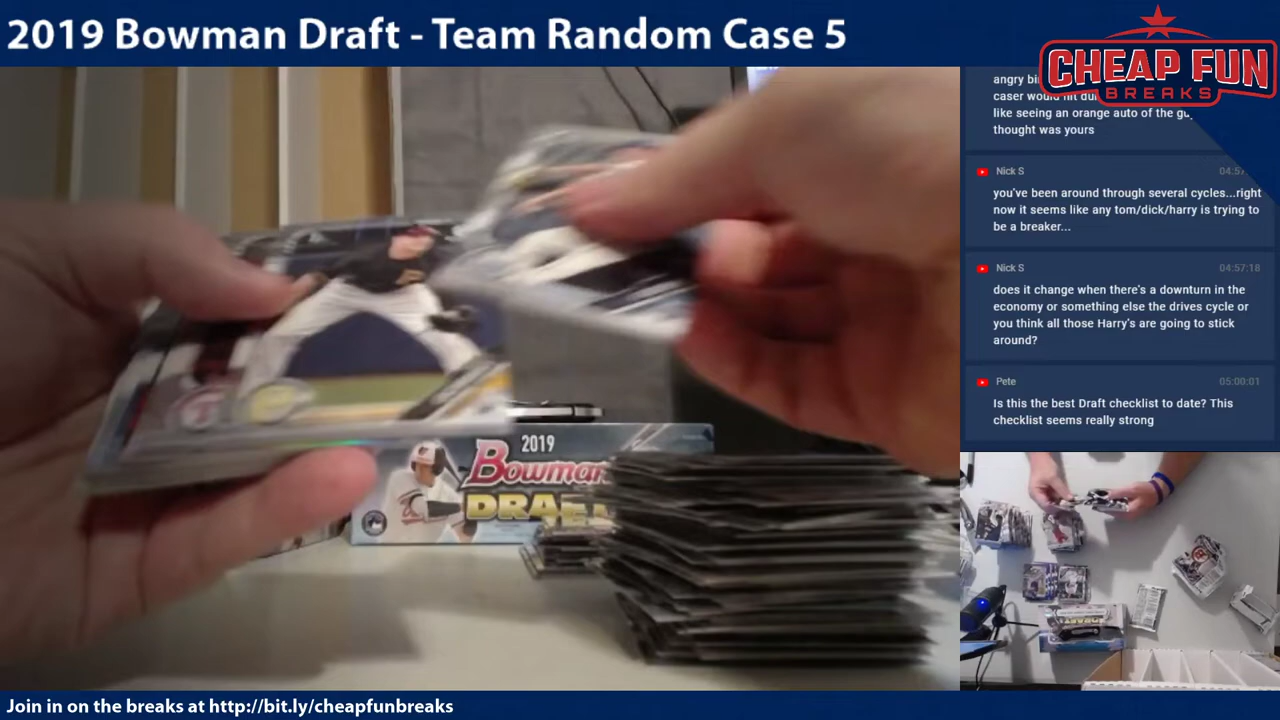 2019 Bowman Draft - Team Random Case 5
CHEAP FUN
BREAKS
angry
caser would hit
like seeing an orange auto of the
thought was yours
Nick S
you've been around through several cycles...right
now it seems like any tom/dick/harry is trying to
be a breaker...
Nick S 04:57:18
does it change when there's a downturn in the
economy or something else the drives cycle or
you think all those Harry's are going to stick
around?
Pete 05:00:01
Is this the best Draft checklist to date? This
checklist seems really strong
2019
Bowman
DRAFT
Join in on the breaks at http://bit.ly/cheapfunbreaks